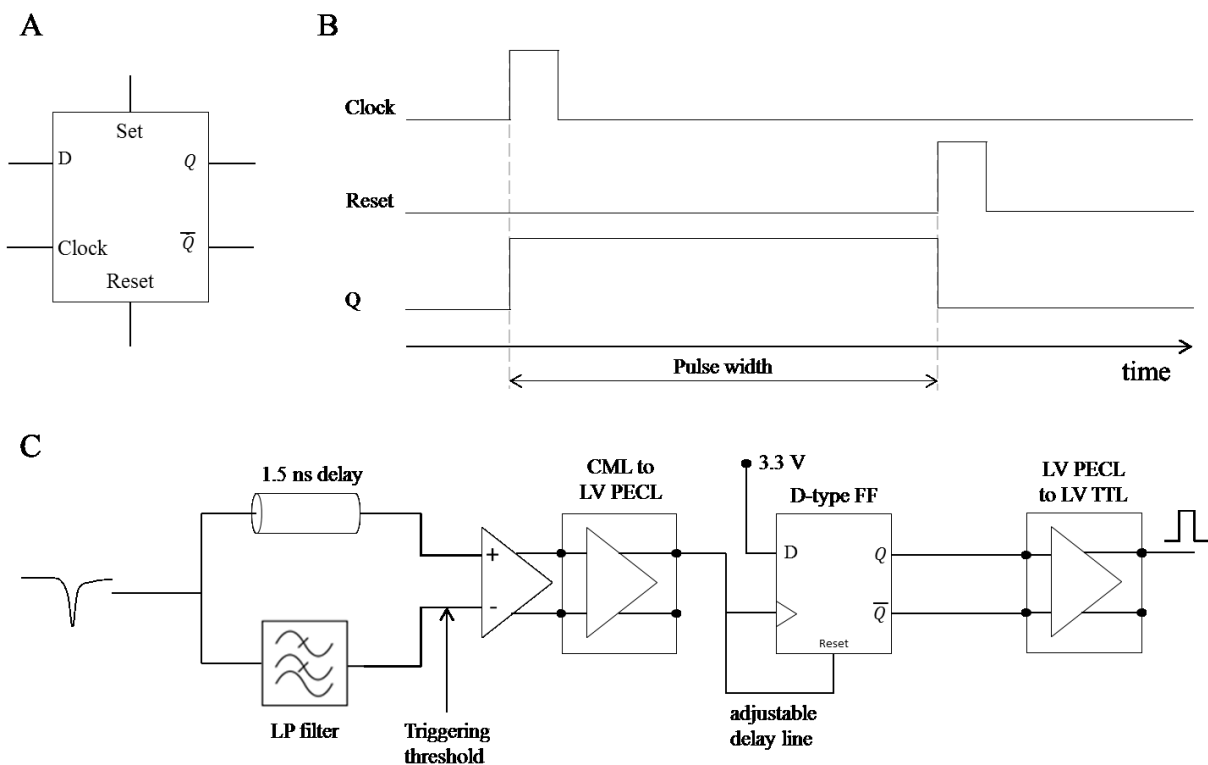 A
Set
D
Q
Clock
Q̅
Reset
B
Clock
Reset
Q
Pulse width
time
C
1.5 ns delay
LP filter
Triggering
threshold
+
-
CML to
LV PECL
3.3 V
D-type FF
D
Q
Q̅
Reset
adjustable
delay line
LV PECL
to LV TTL